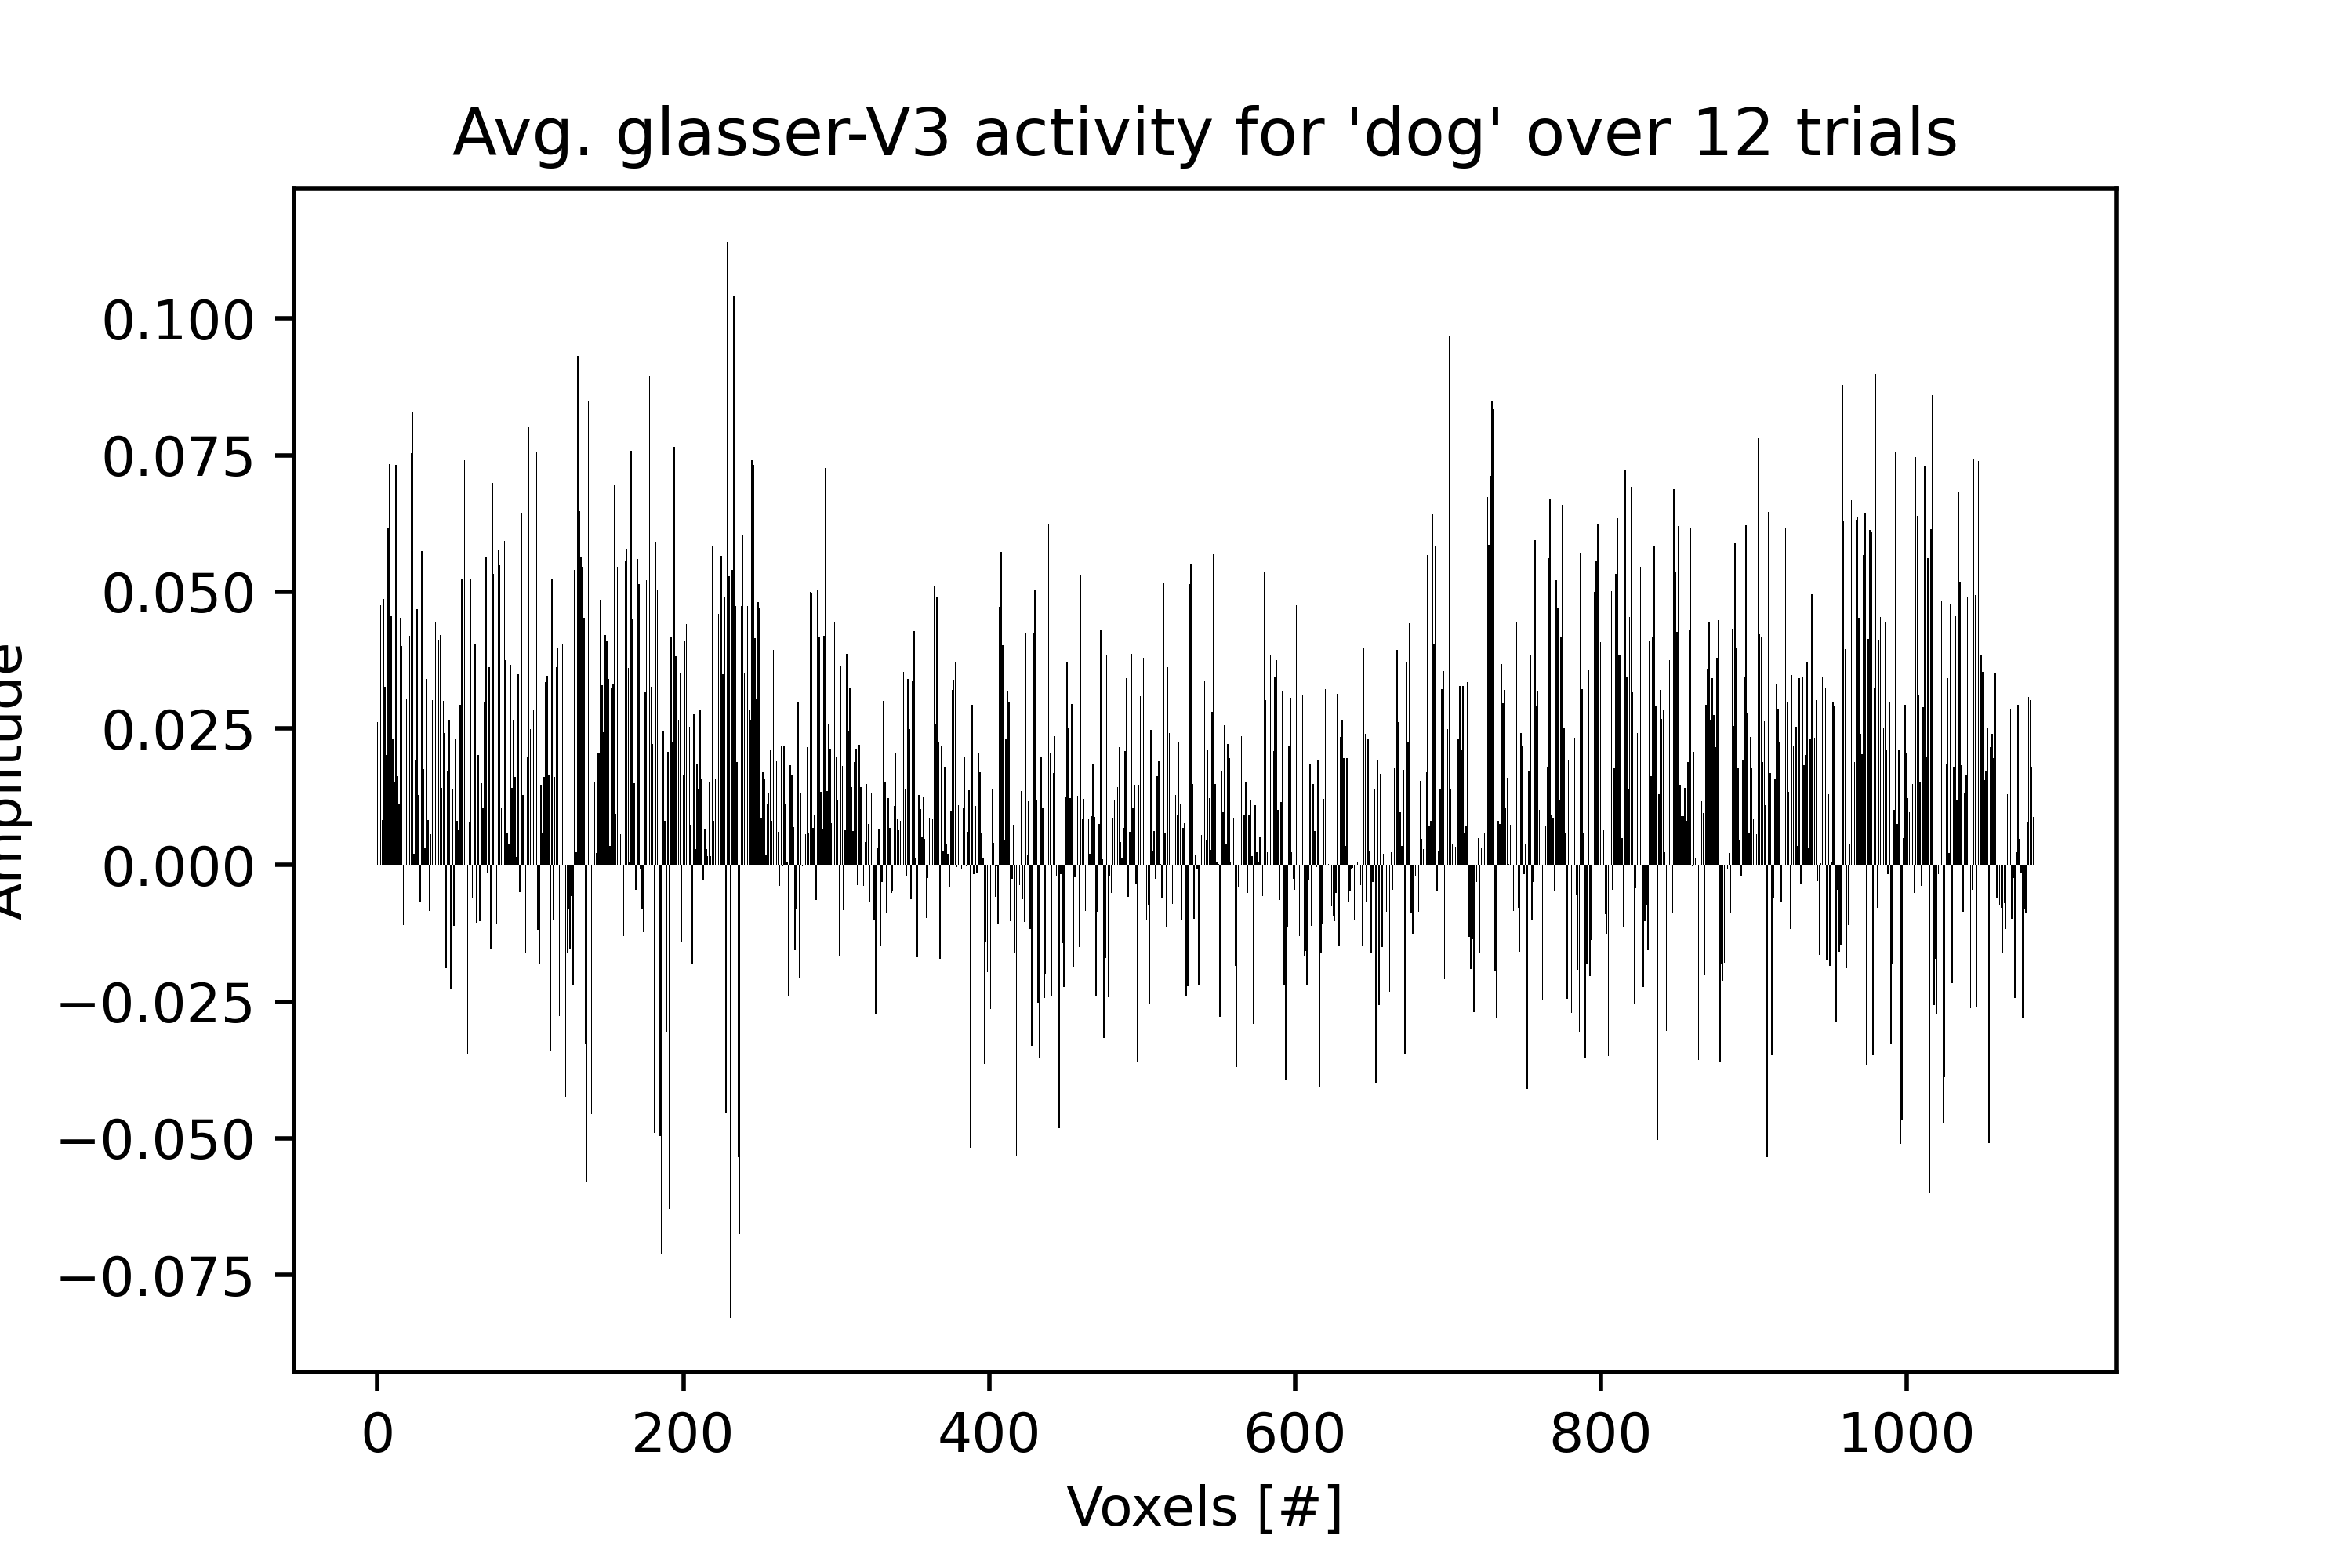 Avg. glasser-V3 activity for 'dog' over 12 trials
0.100
0.075
0.050
0.025
0.000
−0.025
−0.050
−0.075
Amplitude
0 200 400 600 800 1000
Voxels [#]